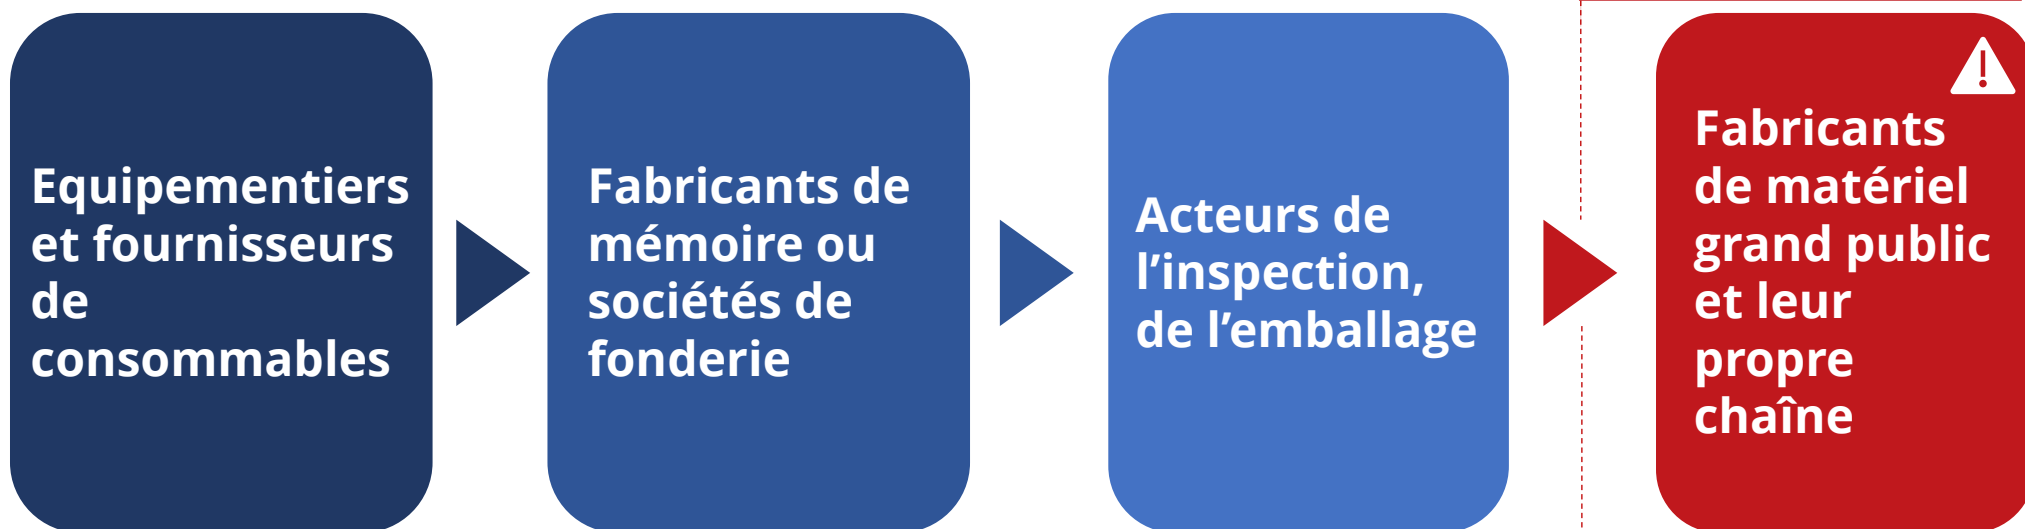 Equipementiers
et fournisseurs
de
consommables
Fabricants de
mémoire ou
sociétés de
fonderie
Acteurs de
l’inspection,
de l’emballage
Fabricants
de matériel
grand public
et leur
propre
chaîne